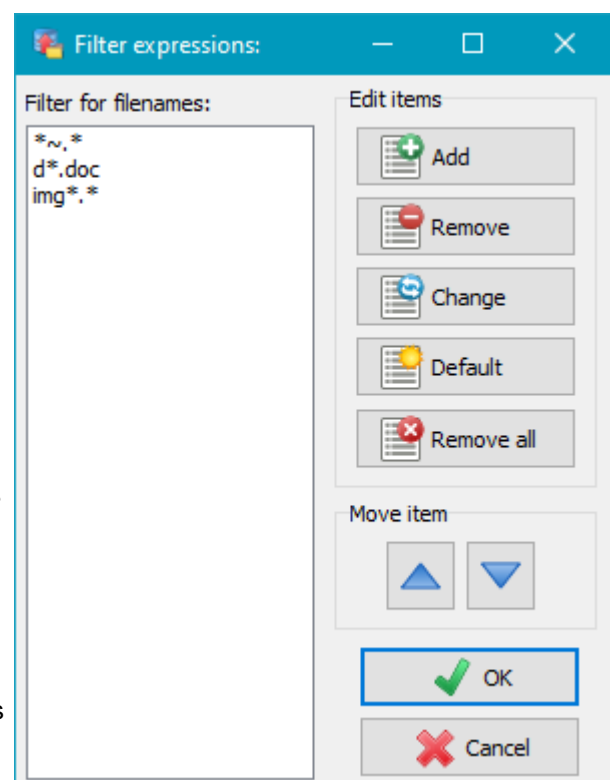 Filter expressions:
Filter for filenames:
*~.*
d*.doc
img*.*
Edit items
Add
Remove
Change
Default
Remove all
Move item
OK
Cancel
s